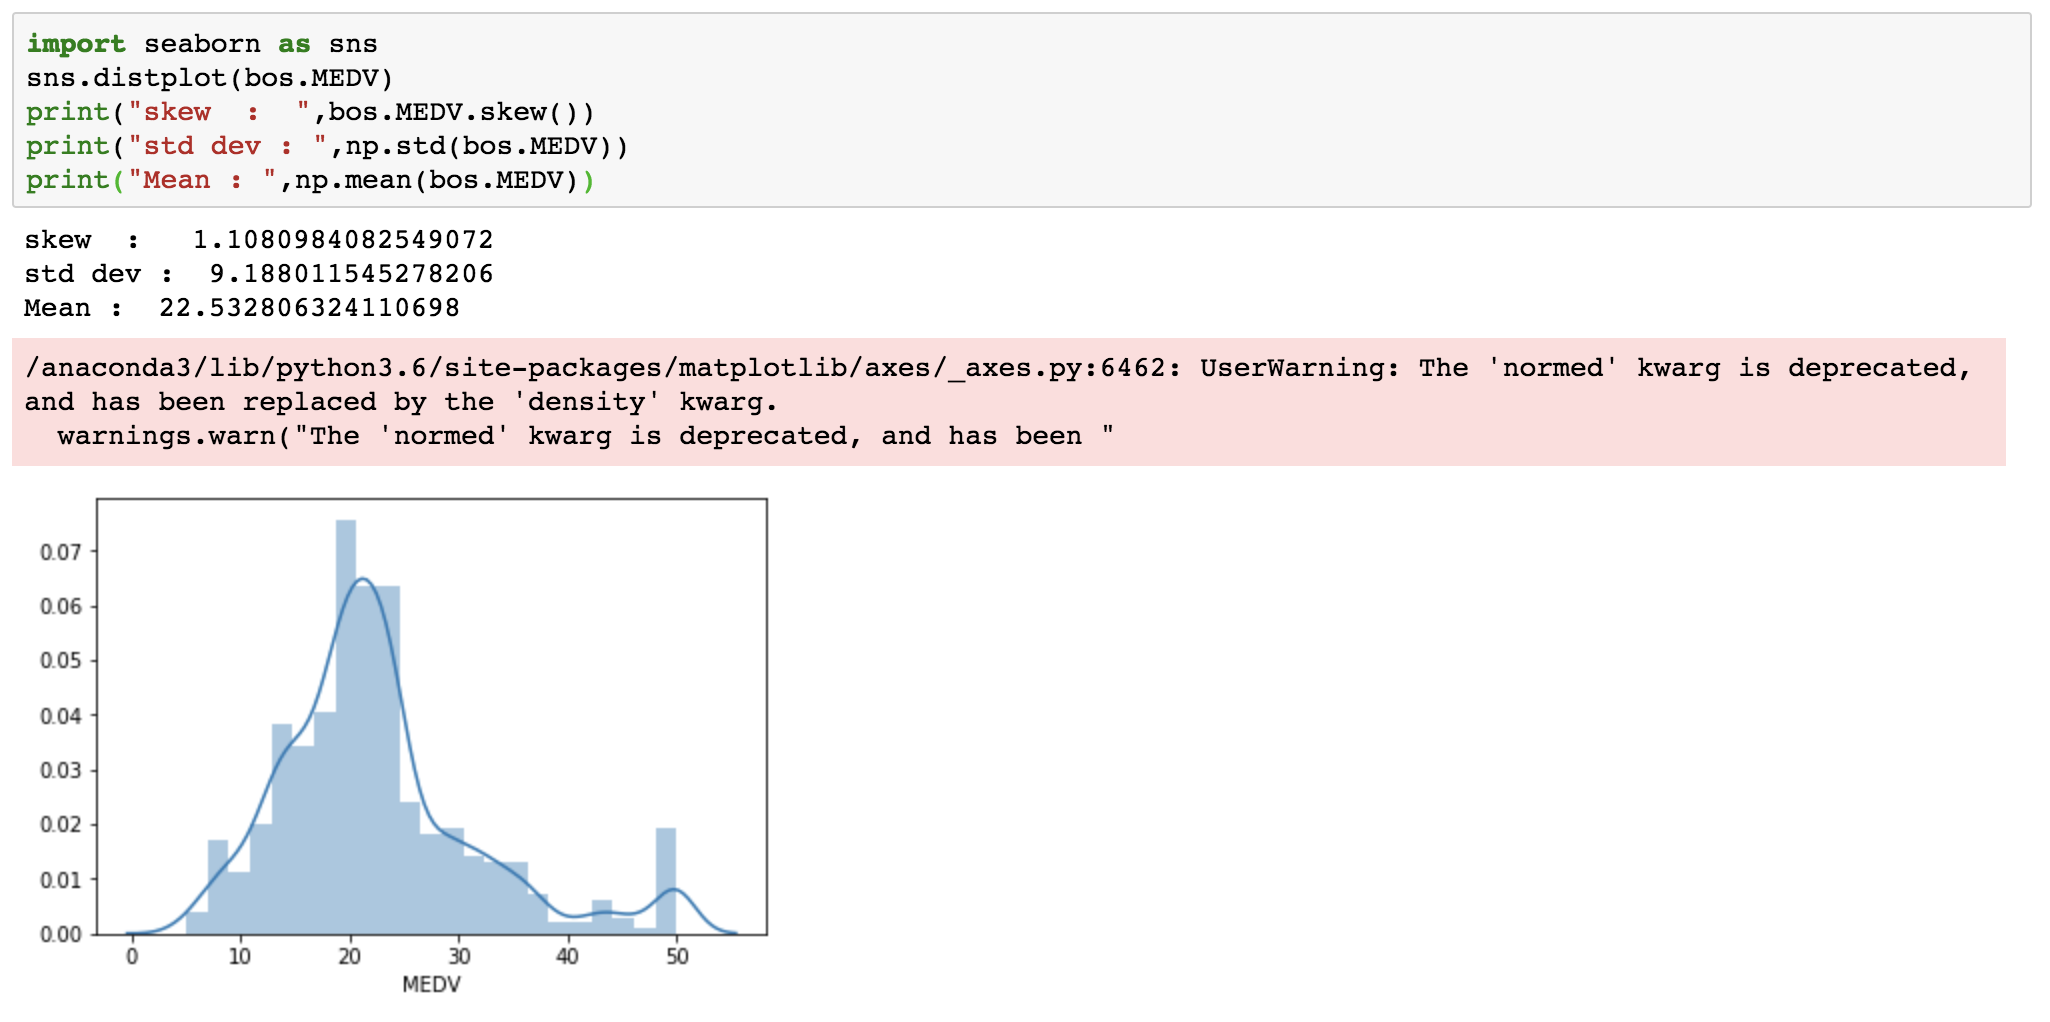 import seaborn as sns
sns.distplot(bos.MEDV)
print("skew  :  ",bos.MEDV.skew())
print("std dev : ",np.std(bos.MEDV))
print("Mean : ",np.mean(bos.MEDV))
skew  :   1.1080984082549072
std dev :  9.188011545278206
Mean :  22.532806324110698
/anaconda3/lib/python3.6/site-packages/matplotlib/axes/_axes.py:6462: UserWarning: The 'normed' kwarg is deprecated,
and has been replaced by the 'density' kwarg.
  warnings.warn("The 'normed' kwarg is deprecated, and has been "
0.07
0.06
0.05
0.04
0.03
0.02
0.01
0.00
0 10 20 30 40 50
MEDV